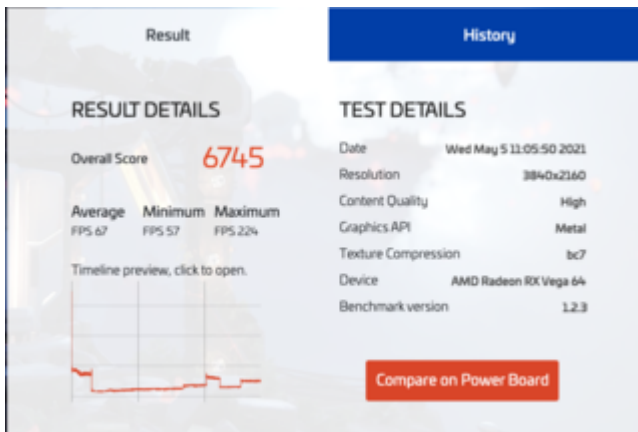 Result
History
RESULT DETAILS
Overall Score 6745
Average Minimum Maximum
FPS 67 FPS 57 FPS 224
Timeline preview, click to open.
TEST DETAILS
Date Wed May 5 11:05:50 2021
Resolution 3840x2160
Content Quality High
Graphics API Metal
Texture Compression bc7
Device AMD Radeon RX Vega 64
Benchmark version 1.2.3
Compare on Power Board